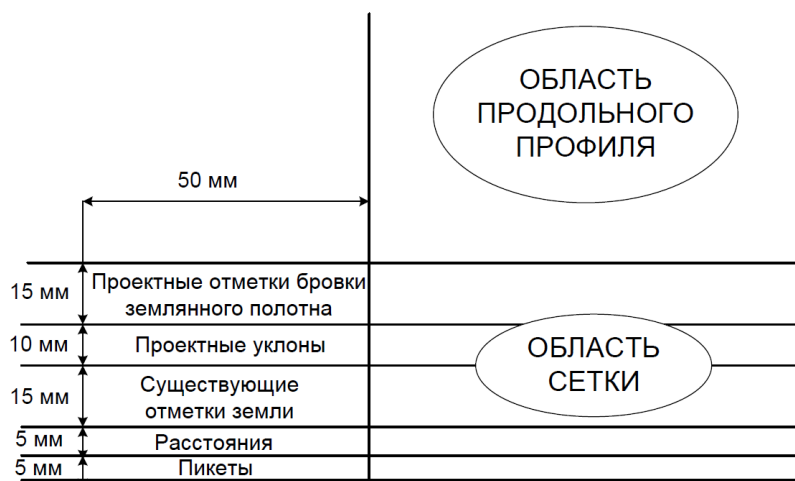 ОБЛАСТЬ
ПРОДОЛЬНОГО
ПРОФИЛЯ
50 мм
15 мм
Проектные отметки бровки
землянного полотна
10 мм
Проектные уклоны
ОБЛАСТЬ
СЕТКИ
15 мм
Существующие
отметки земли
5 мм
Расстояния
5 мм
Пикеты